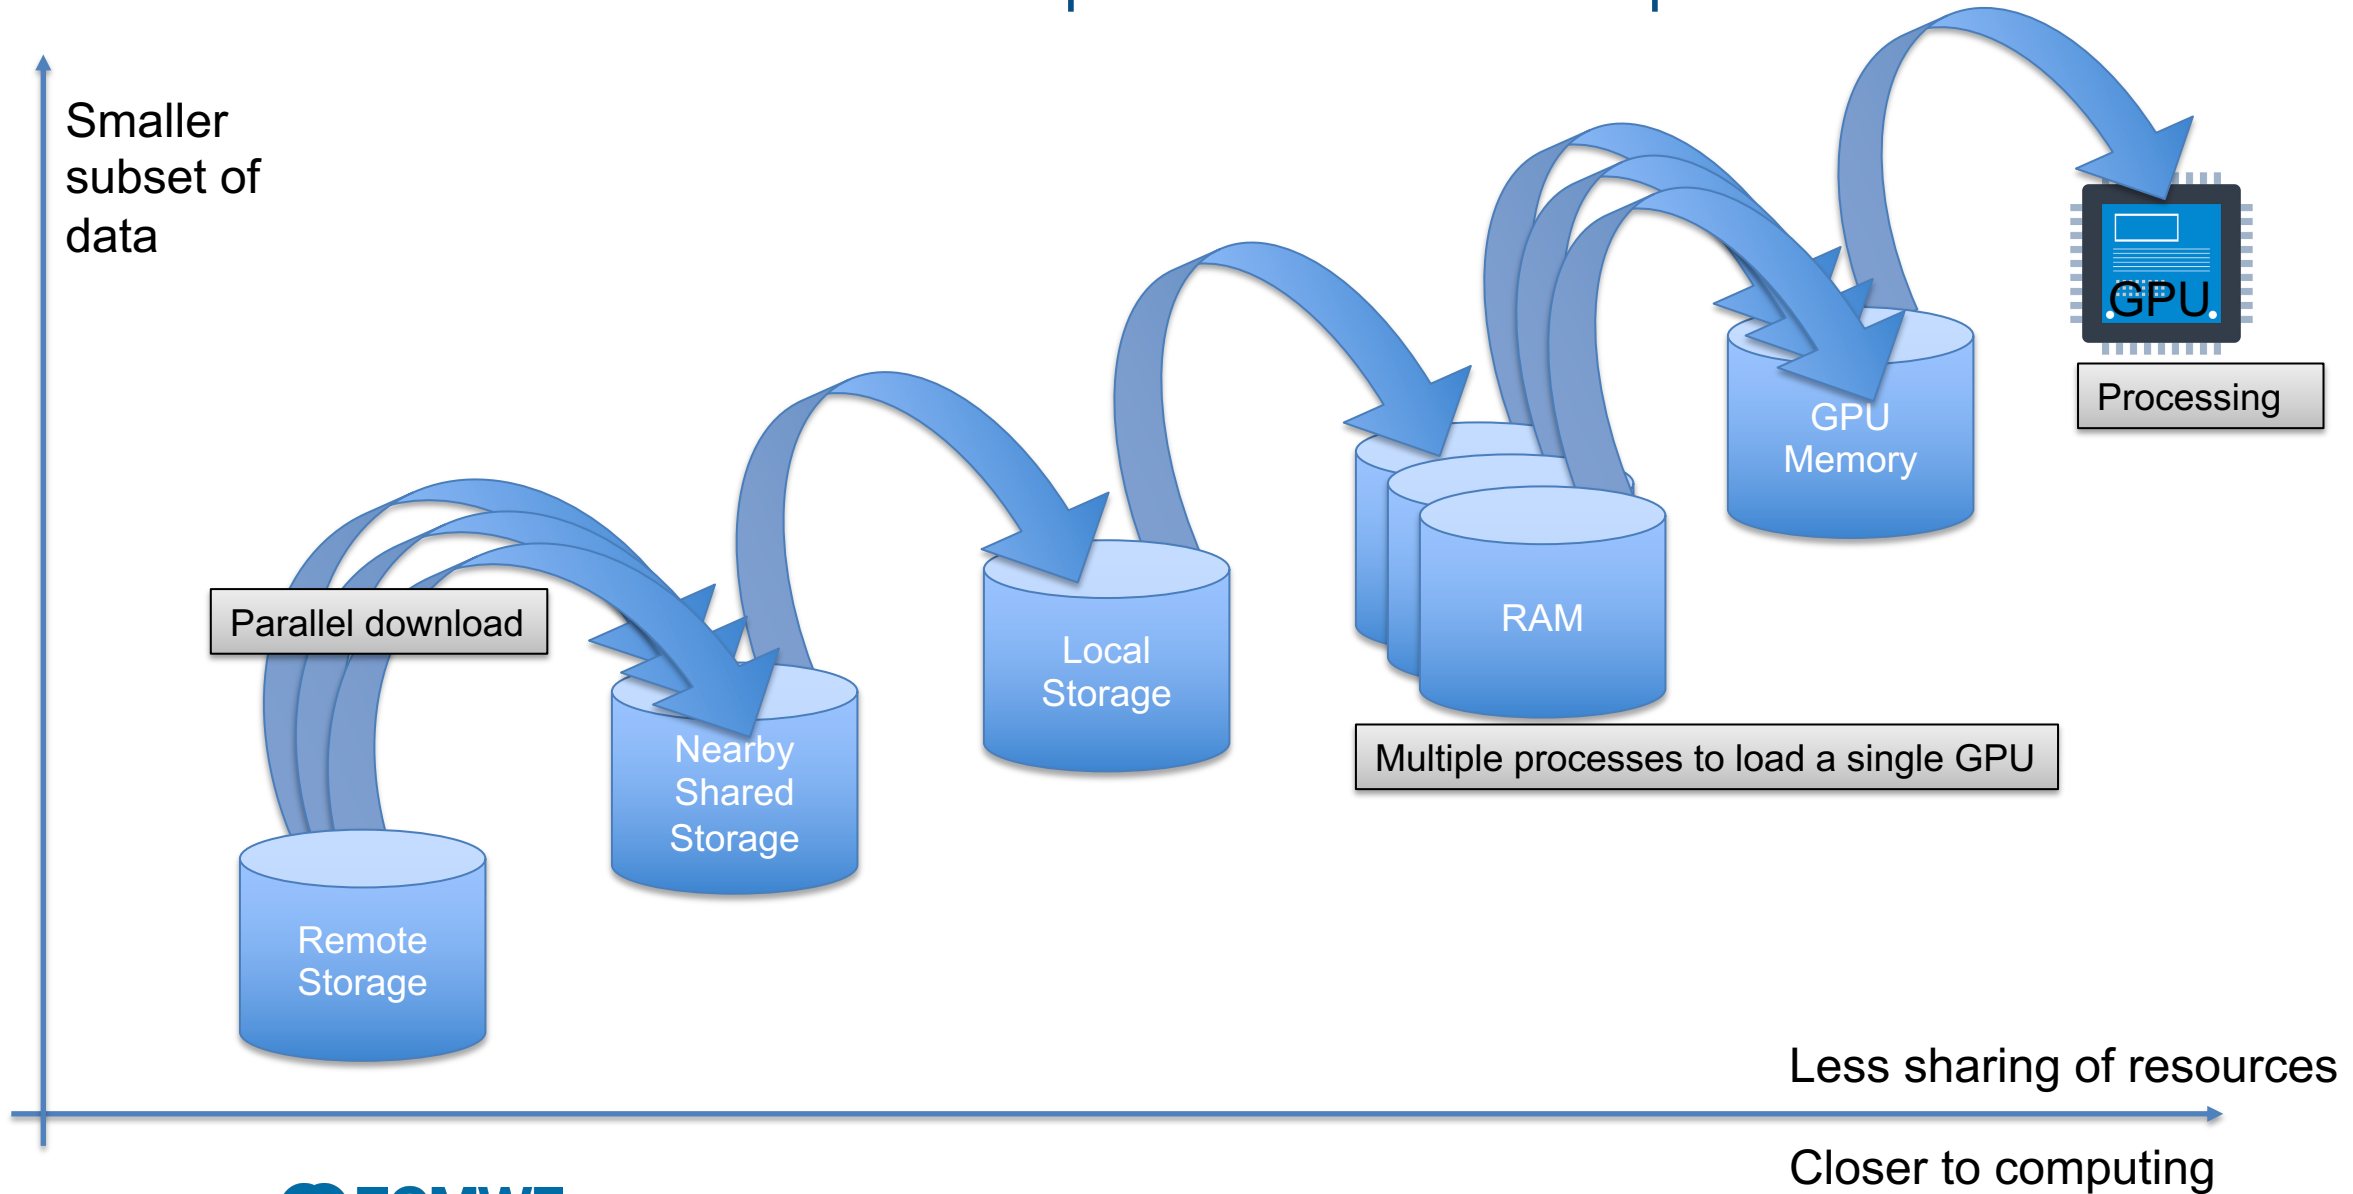 Smaller
subset of
data
GPU
Processing
GPU
Memory
Parallel download
Local
Storage
RAM
Nearby
Shared
Storage
Multiple processes to load a single GPU
Remote
Storage
Less sharing of resources
Closer to computing